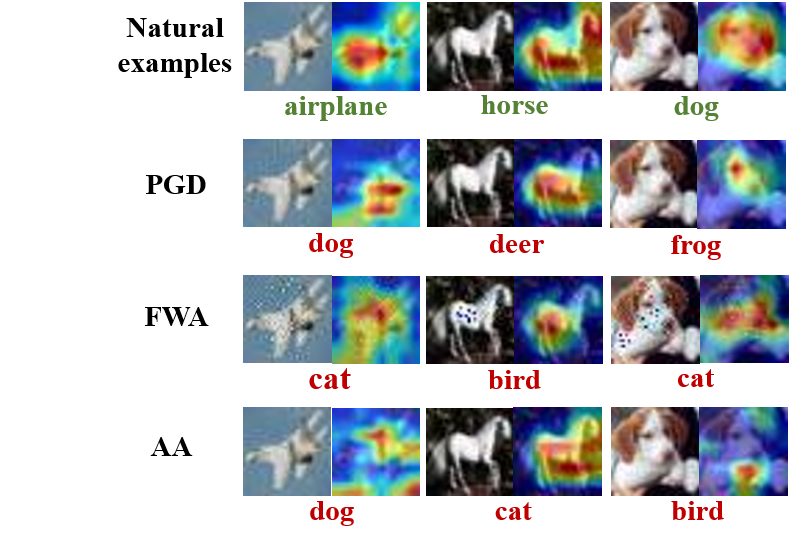 Natural
examples
airplane horse dog
PGD
dog deer frog
FWA
cat bird cat
AA
dog cat bird